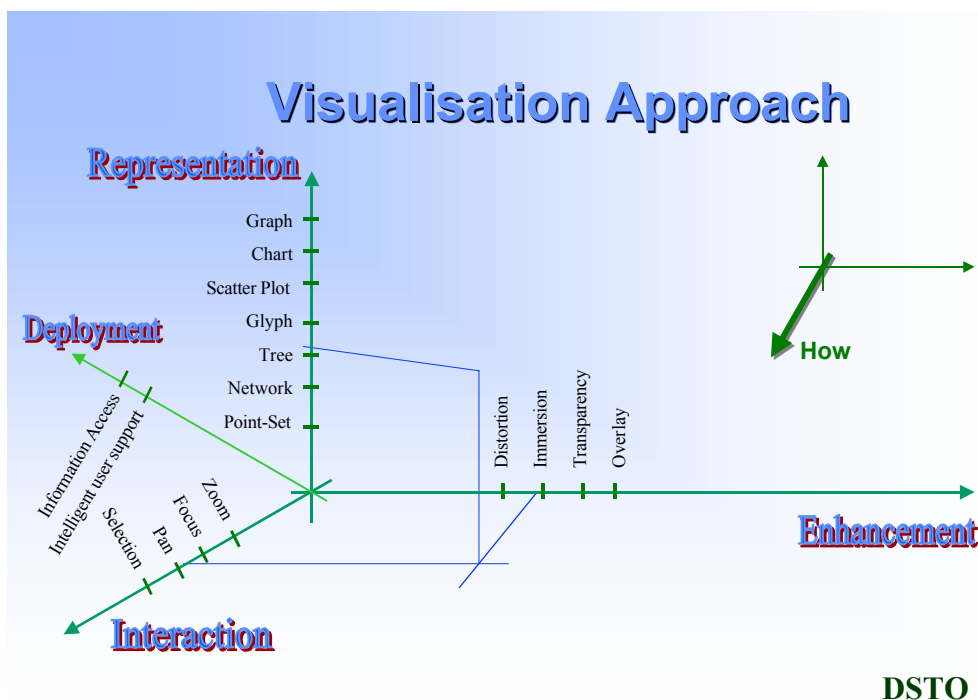 Visualisation Approach
Representation
Graph
Chart
Scatter Plot
Glyph
Tree
Network
Point-Set
Deployment
Information Access
Intelligent user support
Selection
Pan
Focus
Zoom
Interaction
Distortion
Immersion
Transparency
Overlay
Enhancement
How
DSTO